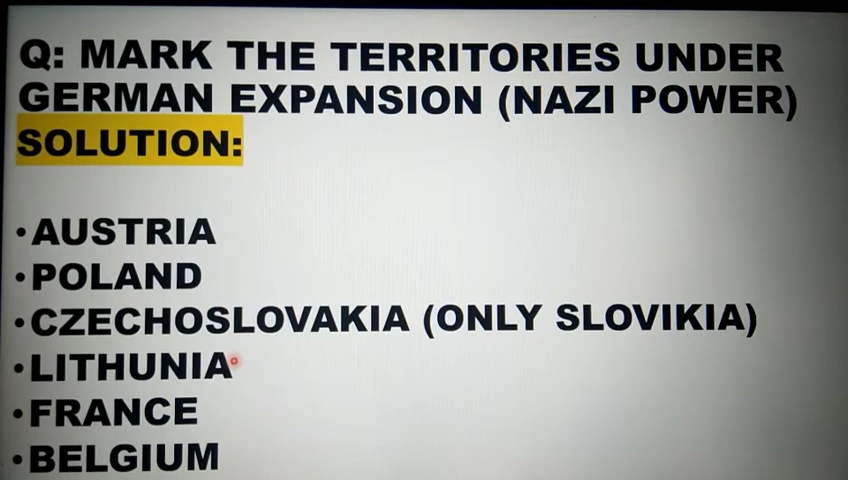 Q: MARK THE TERRITORIES UNDER
GERMAN EXPANSION (NAZI POWER)
SOLUTION:
•AUSTRIA
•POLAND
•CZECHOSLOVAKIA (ONLY SLOVIKIA)
•LITHUNIA
•FRANCE
•BELGIUM